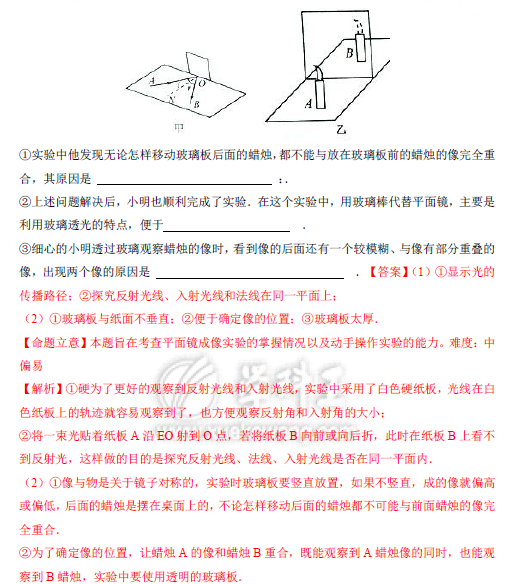 A O B 甲
B A 乙
①实验中他发现无论怎样移动玻璃板后面的蜡烛,都不能与放在玻璃板前的蜡烛的像完全重
合,其原因是 ;.
②上述问题解决后,小明也顺利完成了实验.在这个实验中,用玻璃棒代替平面镜,主要是
利用玻璃透光的特点,便于 .
③细心的小明透过玻璃观察蜡烛的像时,看到像的后面还有一个较模糊、与像有部分重叠的
像,出现两个像的原因是 .【答案】(1)①显示光的
传播路径;②探究反射光线、入射光线和法线在同一平面上;
(2)①玻璃板与纸面不垂直;②便于确定像的位置;③玻璃板太厚.
【命题立意】本题旨在考查平面镜成像实验的掌握情况以及动手操作实验的能力。难度:中
偏易
【解析】①硬为了更好的观察到反射光线和入射光线,实验中采用了白色硬纸板,光线在白
色纸板上的轨迹就容易观察到了,也方便观察反射角和入射角的大小;
②将一束光贴着纸板 A 沿 EO 射到 O 点,若将纸板 B 向前或向后折,此时在纸板 B 上看不
到反射光,这样做的目的是探究反射光线、法线、入射光线是否在同一平面内.
(2)①像与物是关于镜子对称的,实验时玻璃板要竖直放置,如果不竖直,成的像就偏高
或偏低,后面的蜡烛是摆在桌面上的,不论怎样移动后面的蜡烛都不可能与前面蜡烛的像完
全重合.
②为了确定像的位置,让蜡烛 A 的像和蜡烛 B 重合,既能观察到 A 蜡烛像的同时,也能观
察到 B 蜡烛,实验中要使用透明的玻璃板.